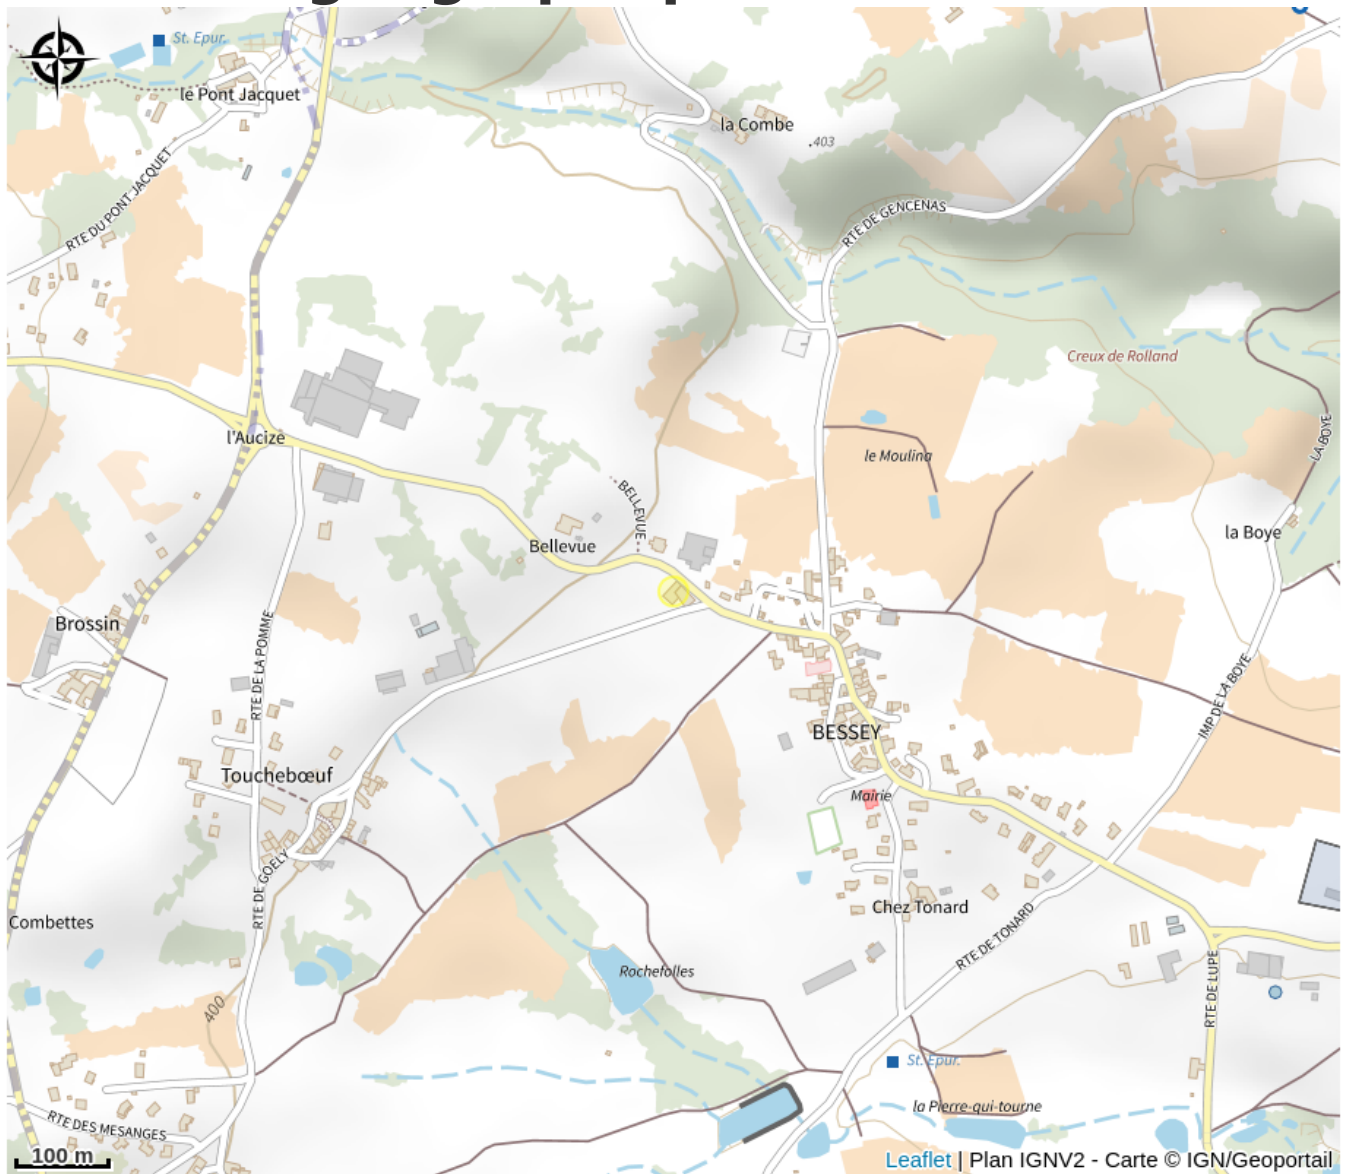 St. Epur.
le Pont Jacquet
la Combe
.403
RTE DU PONT JACQUET
RTE DE GENCENAS
Creux de Rolland
l'Aucize
LA BOYE
le Moulina
BELLEVUE
la Boye
Bellevue
Brossin
RTE DE LA POMME
IMP DE LA BOYE
BESSEY
Touchebœuf
Mairie
RTE DE GOELY
Combettes
Chez Tonard
RTE DE TONARD
Rochefolles
RTE DE LUPE
400
St. Epur.
la Pierre-qui-tourne
RTE DES MESANGES
100 m
Leaflet | Plan IGNV2 - Carte © IGN/Geoportail